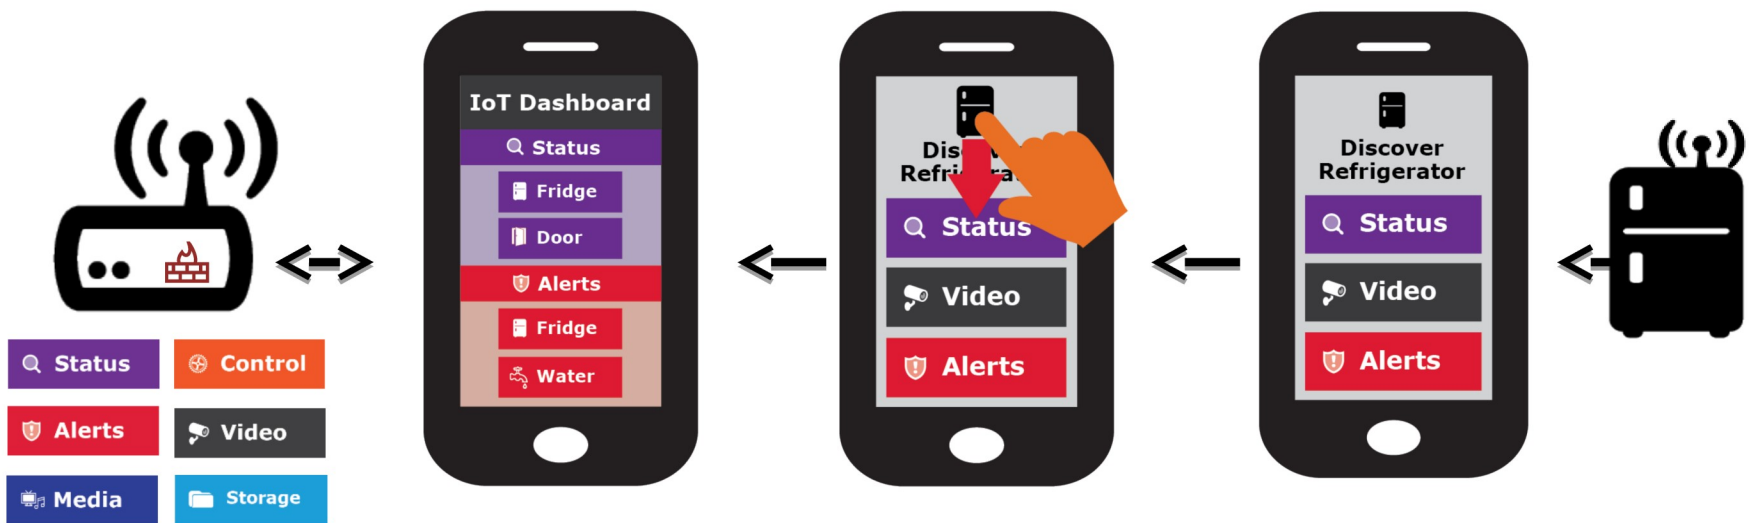 Status
Control
Alerts
Video
Media
Storage
IoT Dashboard
Status
Fridge
Door
Alerts
Fridge
Water
Status
Video
Alerts
Discover
Refrigerator
Status
Video
Alerts